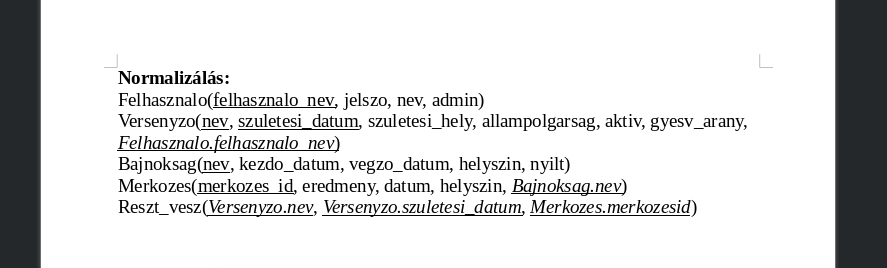 Normalizálás:
Felhasznalo(felhasznalo_nev, jelszo, nev, admin)
Versenyzo(nev, szuletesi_datum, szuletesi_hely, allampolgarsag, aktiv, gyesv_arany,
Felhasznalo.felhasznalo_nev)
Bajnoksag(nev, kezdo_datum, vegzo_datum, helyszin, nyilt)
Merkozes(merkozes_id, eredmeny, datum, helyszin, Bajnoksag.nev)
Reszt_vesz(Versenyzo.nev, Versenyzo.szuletesi_datum, Merkozes.merkozesid)